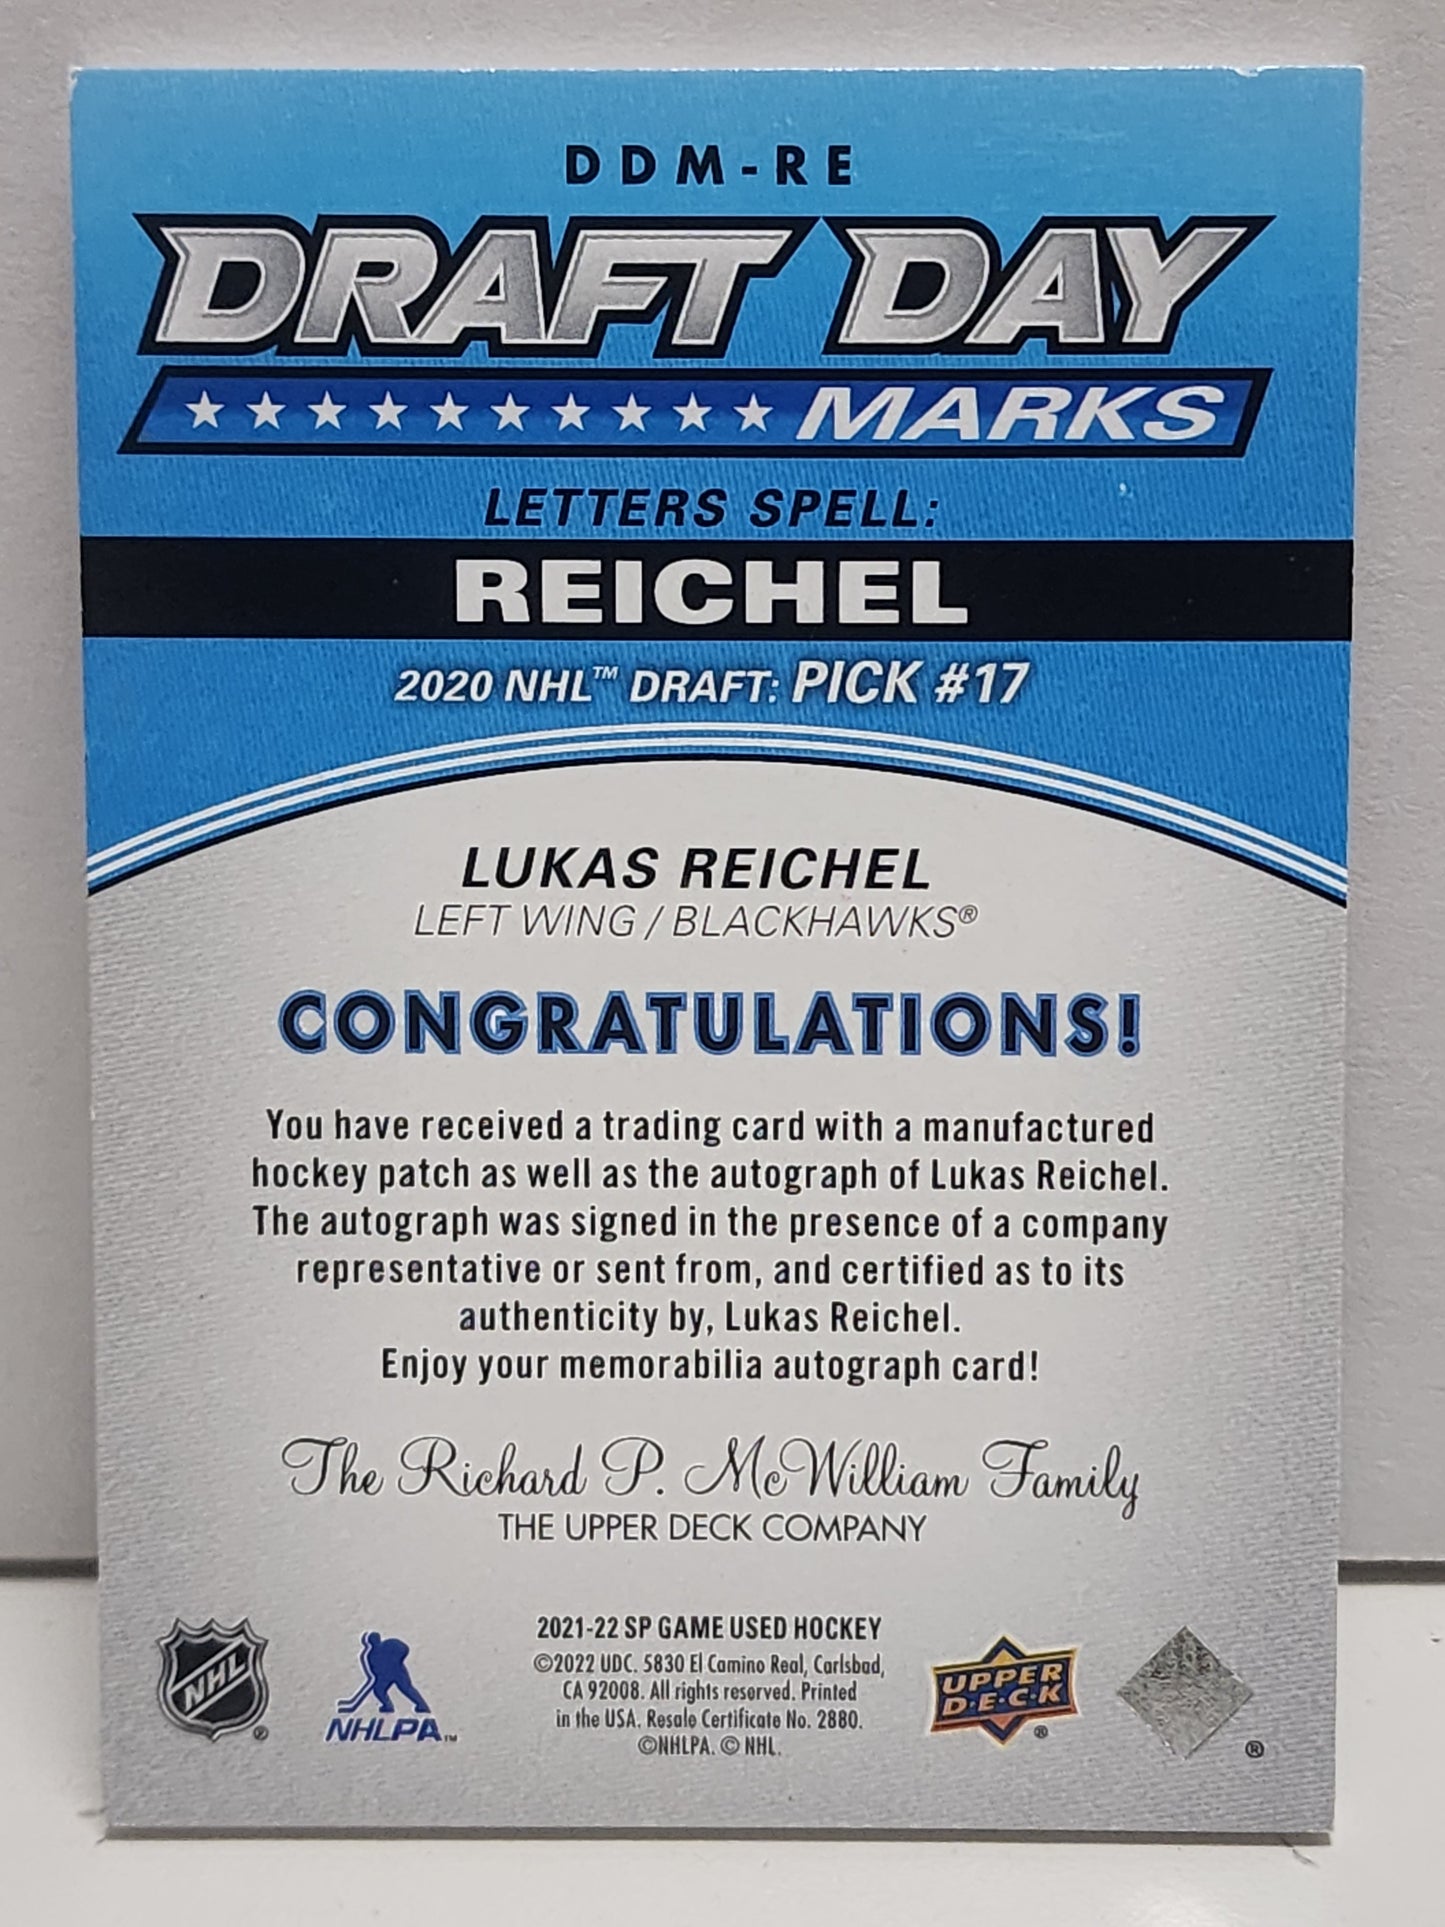 DDM-RE
DRAFT DAY
MARKS
LETTERS SPELL:
REICHEL
2020 NHL™ DRAFT: PICK #17
LUKAS REICHEL
LEFT WING / BLACKHAWKS®
CONGRATULATIONS!
You have received a trading card with a manufactured
hockey patch as well as the autograph of Lukas Reichel.
The autograph was signed in the presence of a company
representative or sent from, and certified as to its
authenticity by, Lukas Reichel.
Enjoy your memorabilia autograph card!
The Richard P. McWilliam Family
THE UPPER DECK COMPANY
NHL ®
NHLPA™
2021-22 SP GAME USED HOCKEY
©2022 UDC. 5830 El Camino Real, Carlsbad,
CA 92008. All rights reserved. Printed
in the USA. Resale Certificate No. 2880.
©NHLPA. © NHL.
UPPER
D·E·C·K ®
®